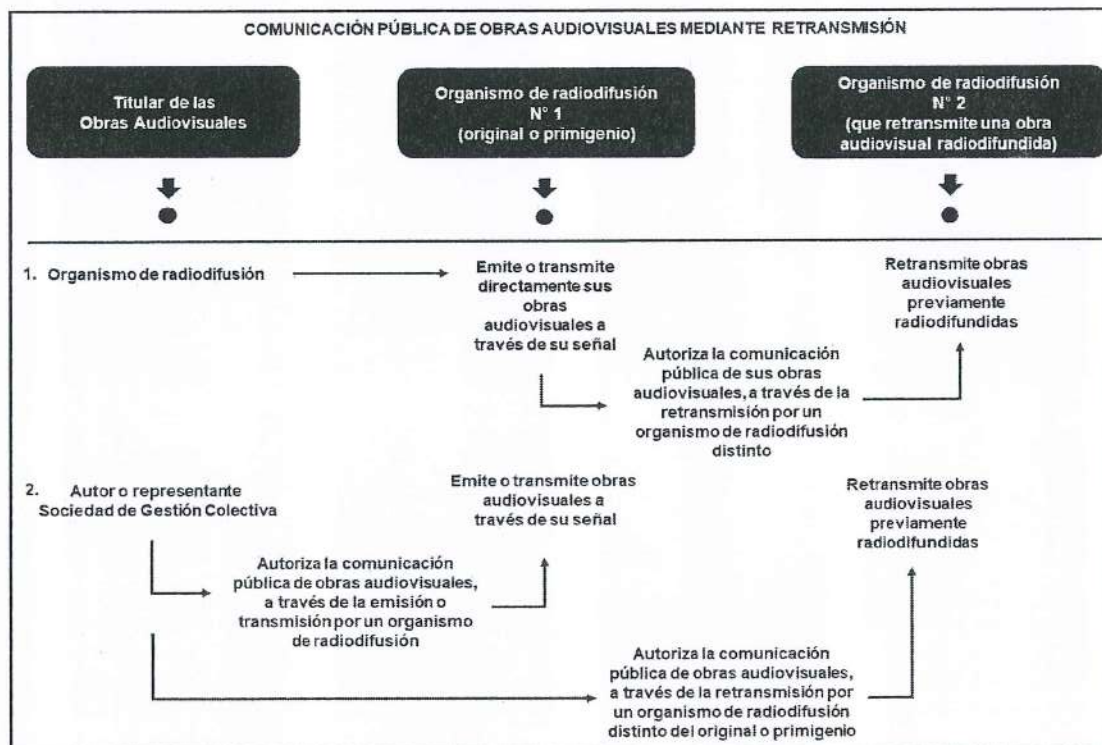 COMUNICACIÓN PÚBLICA DE OBRAS AUDIOVISUALES MEDIANTE RETRANSMISIÓN
Titular de las
Obras Audiovisuales
Organismo de radiodifusión
N° 1
(original o primigenio)
Organismo de radiodifusión
N° 2
(que retransmite una obra
audiovisual radiodifundida)
1. Organismo de radiodifusión
Emite o transmite
directamente sus
obras
audiovisuales a
través de su señal
Autoriza la comunicación
pública de sus obras
audiovisuales, a través de la
retransmisión por un
organismo de radiodifusión
distinto
Retransmite obras
audiovisuales
previamente
radiodifundidas
2. Autor o representante
Sociedad de Gestión Colectiva
Autoriza la comunicación
pública de obras audiovisuales,
a través de la emisión o
transmisión por un organismo
de radiodifusión
Emite o transmite obras
audiovisuales a
través de su señal
Autoriza la comunicación
pública de obras audiovisuales,
a través de la retransmisión por
un organismo de radiodifusión
distinto del original o primigenio
Retransmite obras
audiovisuales
previamente
radiodifundidas